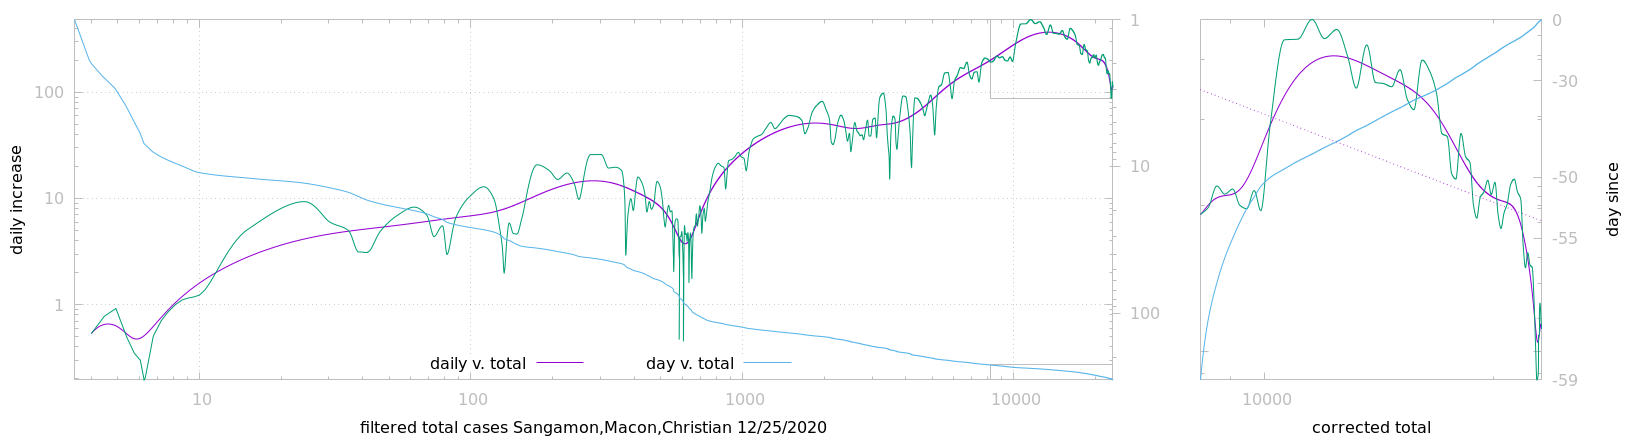 daily increase
100
10
1
daily v. total
day v. total
10
100
1000
10000
1
10
100
filtered total cases Sangamon,Macon,Christian 12/25/2020
0
-30
-50
-55
-59
day since
10000
corrected total